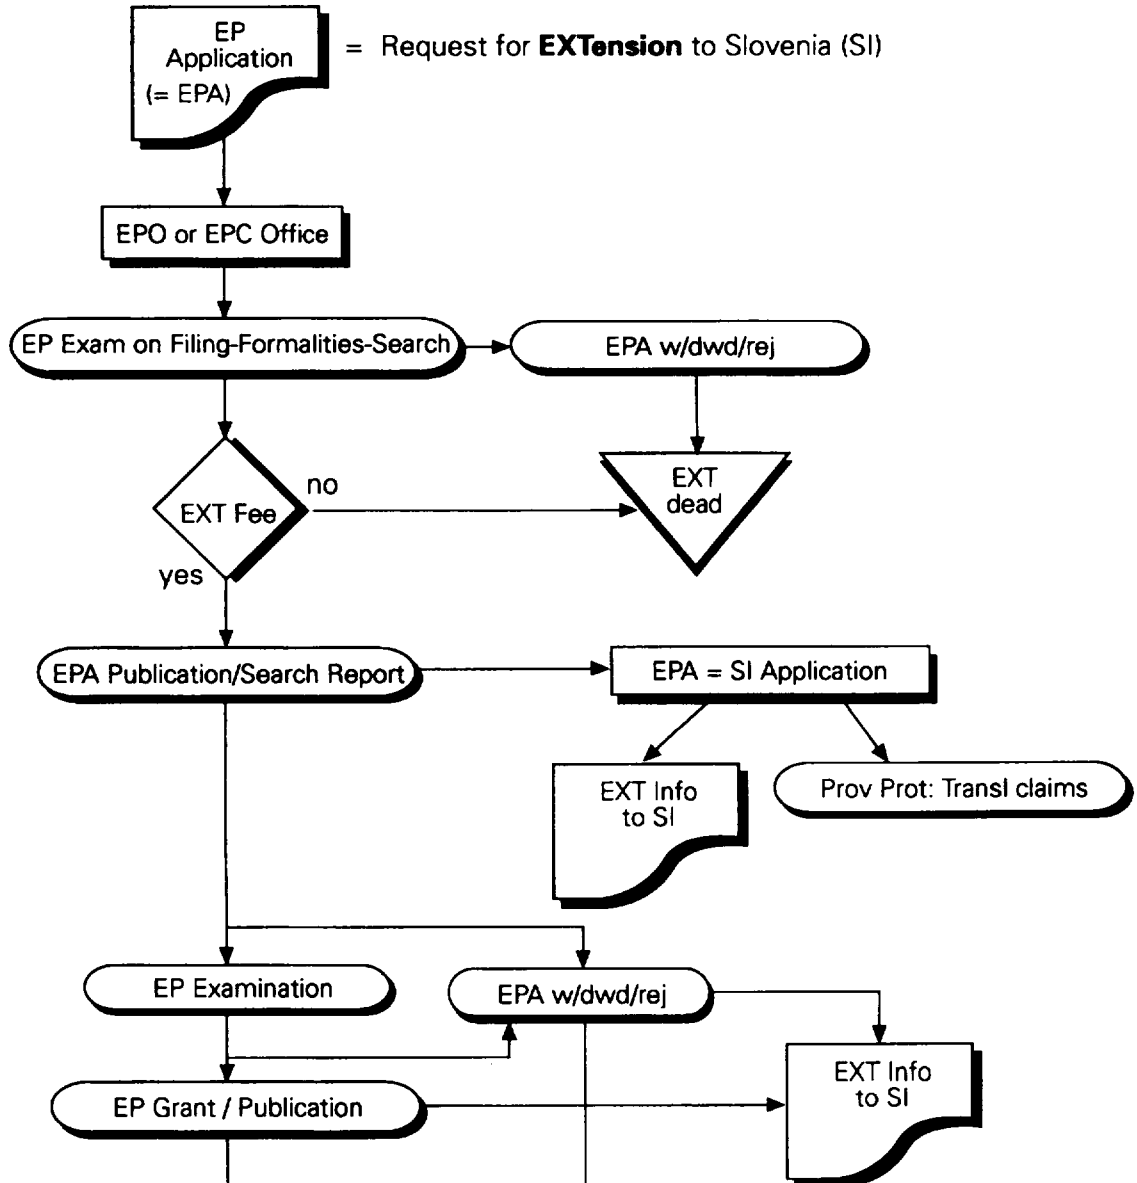 EP
Application
(= EPA)
= Request for EXTension to Slovenia (SI)
EPO or EPC Office
EP Exam on Filing-Formalities-Search
EPA w/dwd/rej
EXT Fee
no
EXT
dead
yes
EPA Publication/Search Report
EPA = SI Application
EXT Info
to SI
Prov Prot: Transl claims
EP Examination
EPA w/dwd/rej
EXT Info
to SI
EP Grant / Publication